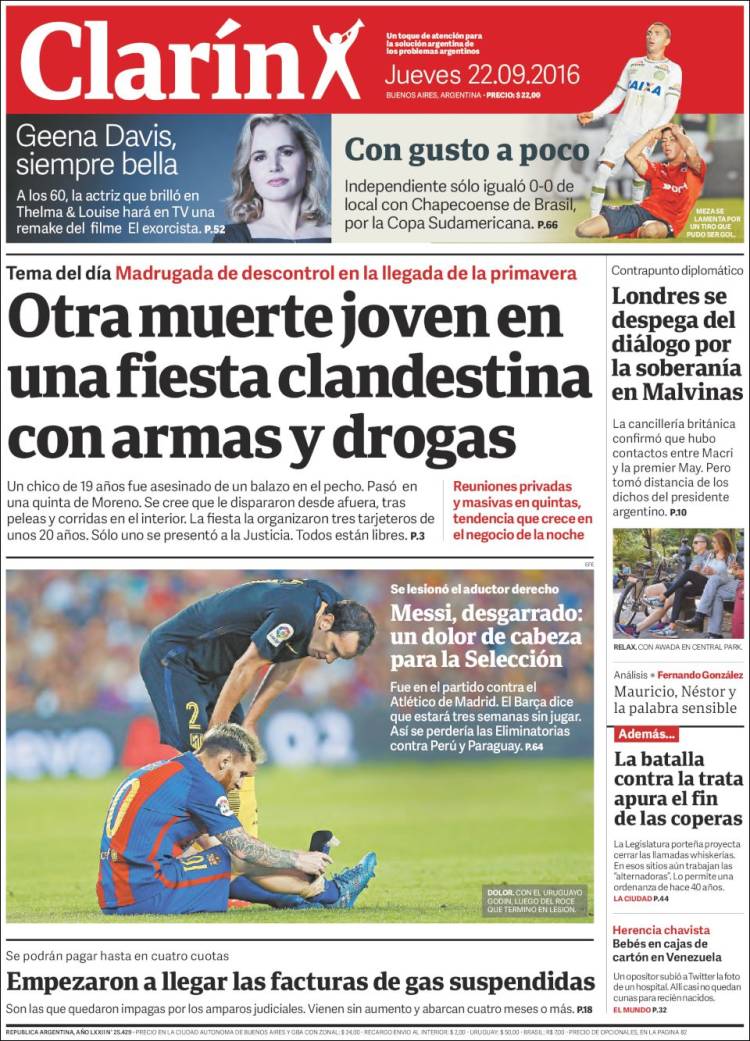 Clarín
Un toque de atención para
la solución argentina de
los problemas argentinos
Jueves 22.09.2016
BUENOS AIRES, ARGENTINA • PRECIO: $ 22,00
Geena Davis,
siempre bella
A los 60, la actriz que brilló en
Thelma & Louise hará en TV una
remake del filme El exorcista. P.52
Con gusto a poco
Independiente sólo igualó 0-0 de
local con Chapecoense de Brasil,
por la Copa Sudamericana. P.66
CAIXA
MEZA SE
LAMENTA POR
UN TIRO QUE
PUDO SER GOL.
Tema del día Madrugada de descontrol en la llegada de la primavera
Otra muerte joven en
una fiesta clandestina
con armas y drogas
Un chico de 19 años fue asesinado de un balazo en el pecho. Pasó en
una quinta de Moreno. Se cree que le dispararon desde afuera, tras
peleas y corridas en el interior. La fiesta la organizaron tres tarjeteros de
unos 20 años. Sólo uno se presentó a la Justicia. Todos están libres. P.3
Reuniones privadas
y masivas en quintas,
tendencia que crece en
el negocio de la noche
EFE
Se lesionó el aductor derecho
Messi, desgarrado:
un dolor de cabeza
para la Selección
Fue en el partido contra el
Atlético de Madrid. El Barça dice
que estará tres semanas sin jugar.
Así se perdería las Eliminatorias
contra Perú y Paraguay. P.64
2
10
10
DOLOR. CON EL URUGUAYO
GODIN, LUEGO DEL ROCE
QUE TERMINO EN LESION.
Se podrán pagar hasta en cuatro cuotas
Empezaron a llegar las facturas de gas suspendidas
Son las que quedaron impagas por los amparos judiciales. Vienen sin aumento y abarcan cuatro meses o más. P.18
Contrapunto diplomático
Londres se
despega del
diálogo por
la soberanía
en Malvinas
La cancillería británica
confirmó que hubo
contactos entre Macri
y la premier May. Pero
tomó distancia de los
dichos del presidente
argentino. P.10
RELAX. CON AWADA EN CENTRAL PARK.
Análisis • Fernando González
Mauricio, Néstor y
la palabra sensible
Además...
La batalla
contra la trata
apura el fin
de las coperas
La Legislatura porteña proyecta
cerrar las llamadas whiskerías.
En esos sitios aún trabajan las
"alternadoras". Lo permite una
ordenanza de hace 40 años.
LA CIUDAD P.44
Herencia chavista
Bebés en cajas de
cartón en Venezuela
Un opositor subió a Twitter la foto
de un hospital. Allí casi no quedan
cunas para recién nacidos.
EL MUNDO P.32
REPUBLICA ARGENTINA, AÑO LXXII N° 25.429 • PRECIO EN LA CIUDAD AUTONOMA DE BUENOS AIRES Y GBA CON ZONAL: $ 24,00 - RECARGO ENVIO AL INTERIOR: $ 2,00 - URUGUAY: $ 50,00 - BRASIL: R$ 7,00 - PRECIO DE OPCIONALES, EN LA PAGINA 82